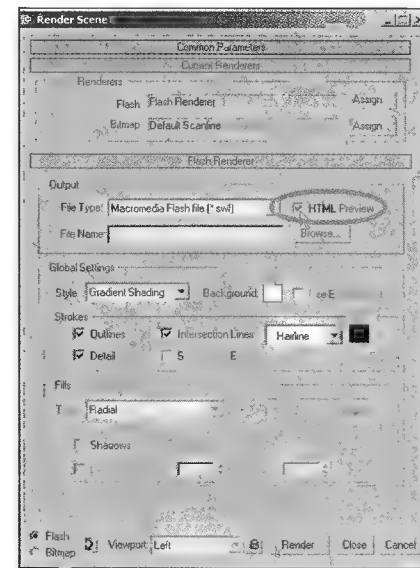 Render Scene
Common Parameters
Current Renderers
Renderers
Flash Flash Renderer Assign
Bitmap Default Scanline Assign
Flash Renderer
Output
File Type: Macromedia Flash file (*.swf) HTML Preview
File Name: Browse...
Global Settings
Style Gradient Shading Background
Strokes
Outlines Intersection Lines Hairline
Detail S E
Fills
T Radial
Shadows
Flash
Bitmap Viewport: Left Render Close Cancel